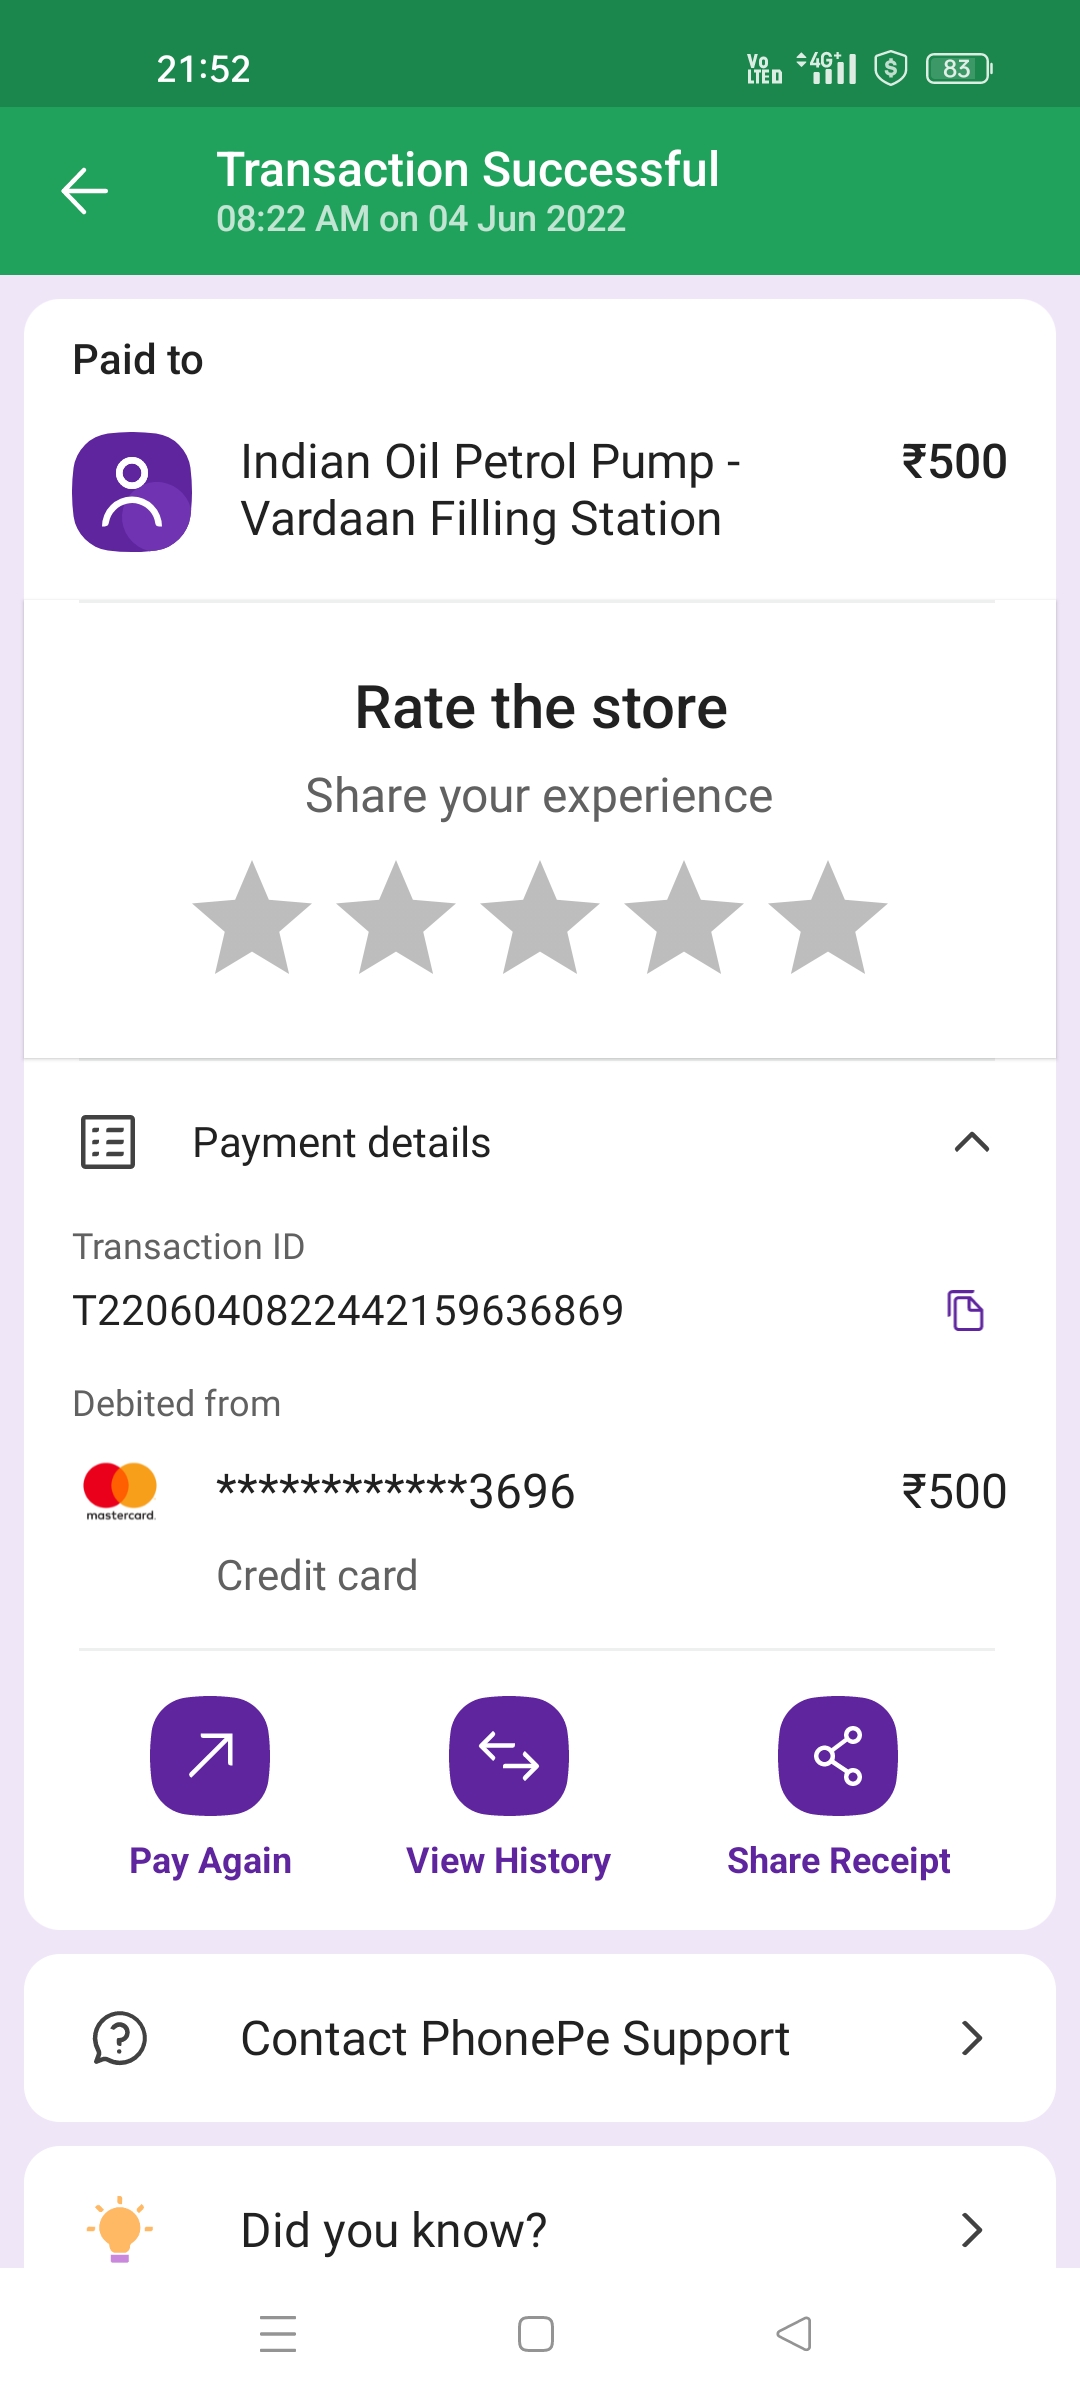 21:52
Vo LTE D 4G+ 83
Transaction Successful
08:22 AM on 04 Jun 2022
Paid to
Indian Oil Petrol Pump - ₹500
Vardaan Filling Station
Rate the store
Share your experience
Payment details
Transaction ID
T2206040822442159636869
Debited from
************3696 ₹500
mastercard.
Credit card
Pay Again View History Share Receipt
Contact PhonePe Support
Did you know?